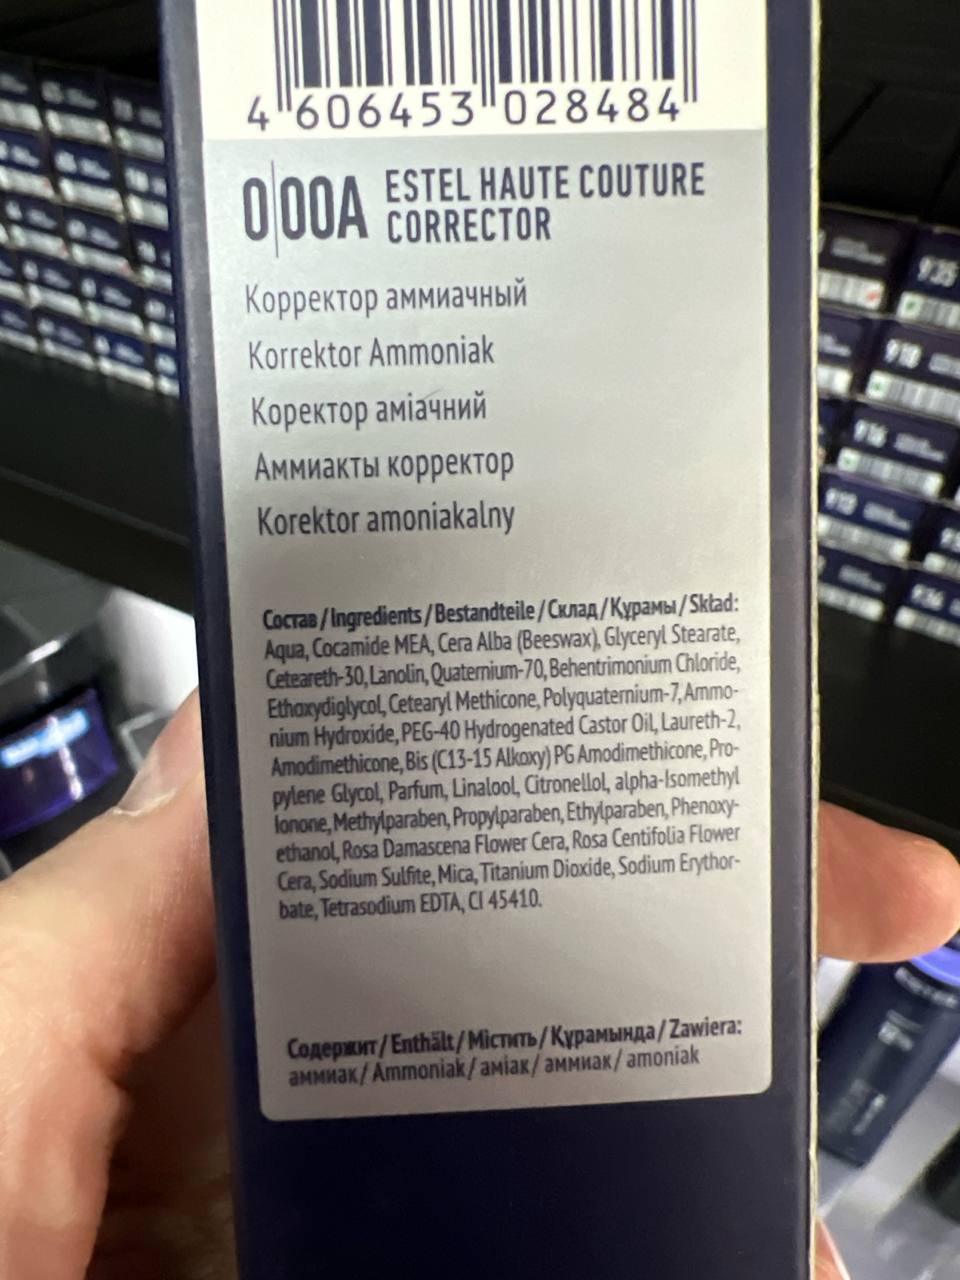 4 606453 028484
0|00A ESTEL HAUTE COUTURE
CORRECTOR
Корректор аммиачный
Korrektor Ammoniak
Коректор аміачний
Аммиакты корректор
Korektor amoniakalny
Состав/Ingredients/Bestandteile/Склад/Құрамы/Skład:
Aqua, Cocamide MEA, Cera Alba (Beeswax), Glyceryl Stearate,
Ceteareth-30, Lanolin, Quaternium-70, Behentrimonium Chloride,
Ethoxydiglycol, Cetearyl Methicone, Polyquaternium-7, Ammo-
nium Hydroxide, PEG-40 Hydrogenated Castor Oil, Laureth-2,
Amodimethicone, Bis (C13-15 Alkoxy) PG Amodimethicone, Pro-
pylene Glycol, Parfum, Linalool, Citronellol, alpha-Isomethyl
Ionone, Methylparaben, Propylparaben, Ethylparaben, Phenoxy-
ethanol, Rosa Damascena Flower Cera, Rosa Centifolia Flower
Cera, Sodium Sulfite, Mica, Titanium Dioxide, Sodium Erythor-
bate, Tetrasodium EDTA, CI 45410.
Содержит/Enthält/Містить/Құрамында/Zawiera:
аммиак/Ammoniak/аміак/аммиак/amoniak